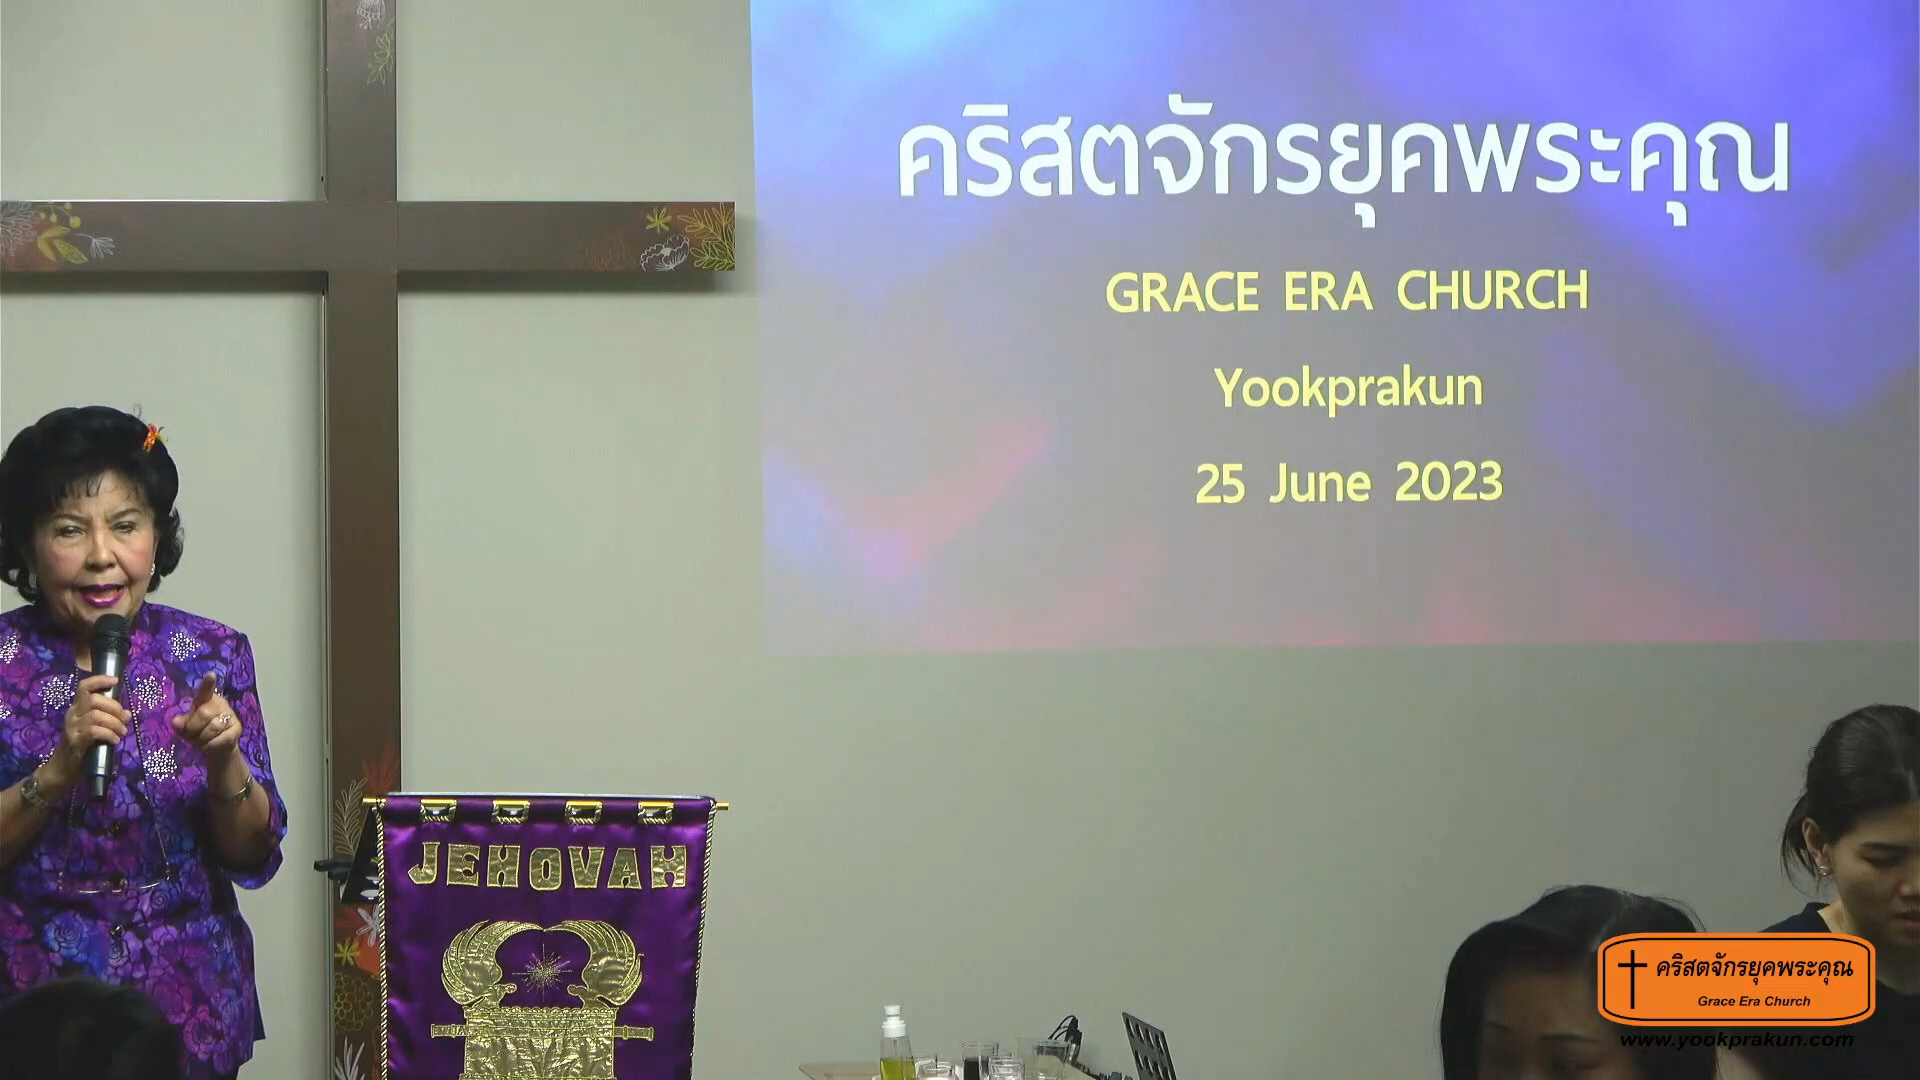 คริสตจักรยุคพระคุณ
GRACE ERA CHURCH
Yookprakun
25 June 2023
JEHOVAH
คริสตจักรยุคพระคุณ
Grace Era Church
www.yookprakun.com